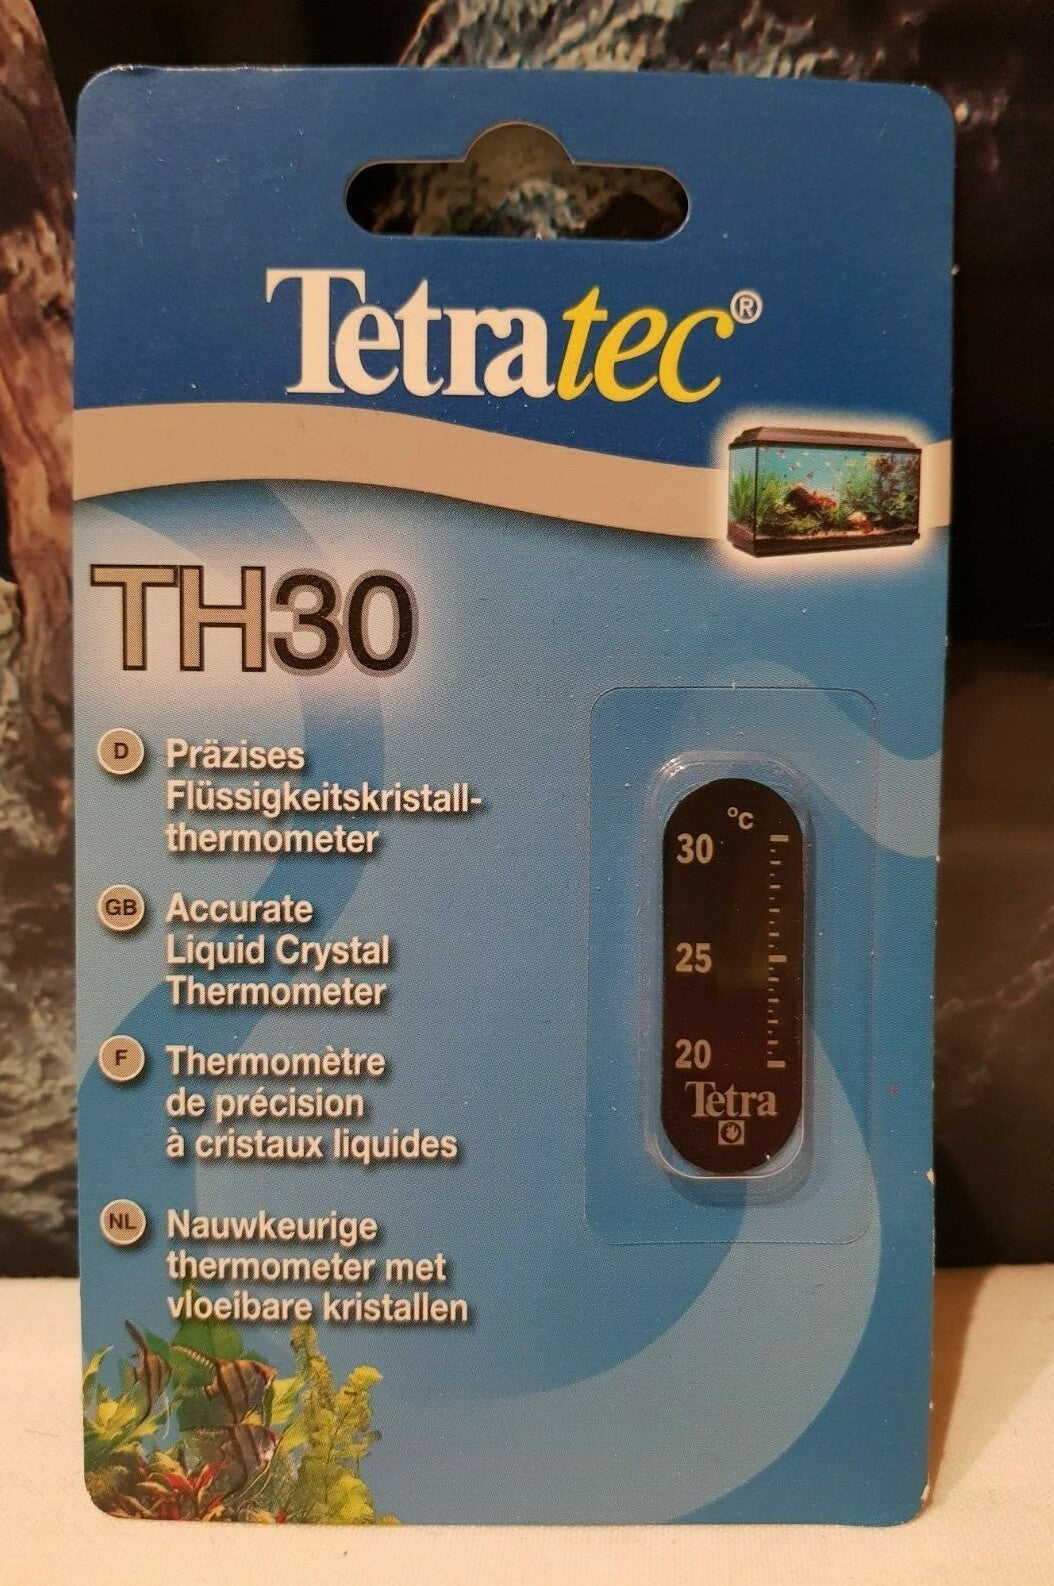 Tetratec®
TH30
D
Präzises
Flüssigkeitskristall-
thermometer
GB
Accurate
Liquid Crystal
Thermometer
F
Thermomètre
de précision
à cristaux liquides
NL
Nauwkeurige
thermometer met
vloeibare kristallen
°C
30
25
20
Tetra